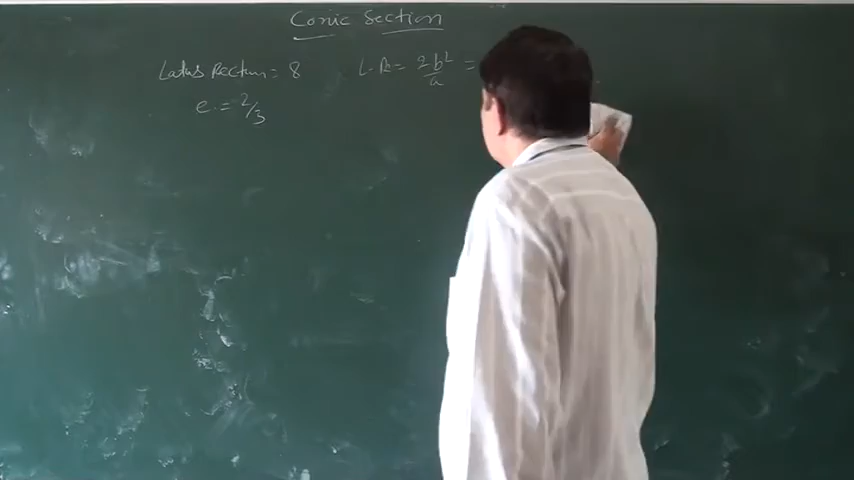 Conic Section
Latus Rectum = 8 L.R = 2b²/a =
e = 2/3